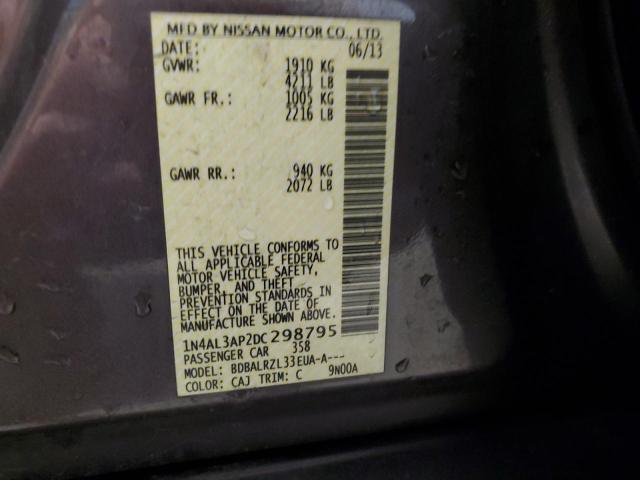 MFD BY NISSAN MOTOR CO., LTD.
DATE: 06/13
GVWR: 1910 KG
4211 LB
GAWR FR.: 1005 KG
2216 LB
GAWR RR.: 940 KG
2072 LB
THIS VEHICLE CONFORMS TO
ALL APPLICABLE FEDERAL
MOTOR VEHICLE SAFETY,
BUMPER, AND THEFT
PREVENTION STANDARDS IN
EFFECT ON THE DATE OF
MANUFACTURE SHOWN ABOVE.
1N4AL3AP2DC298795
PASSENGER CAR 358
MODEL: BDBALRZL33EUA-A---
COLOR: CAJ TRIM: C 9N00A